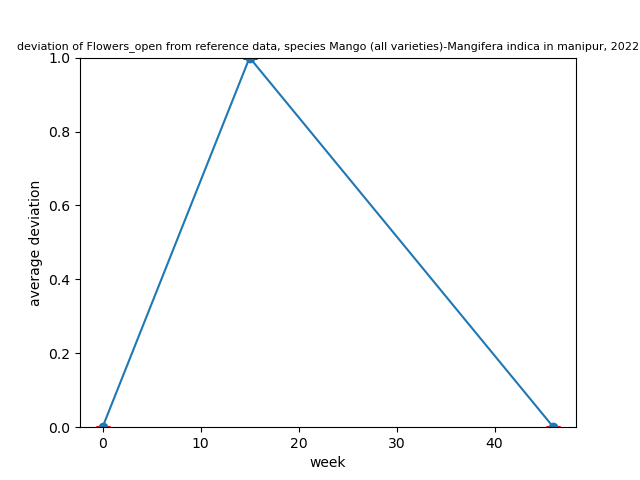 deviation of Flowers_open from reference data, species Mango (all varieties)-Mangifera indica in manipur, 2022
1.0
0.8
0.6
0.4
0.2
0.0
average deviation
0 10 20 30 40
week